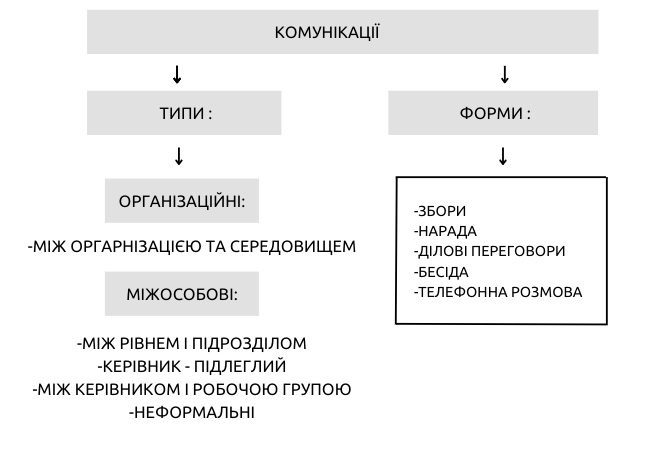 КОМУНІКАЦІЇ
ТИПИ :
ФОРМИ :
ОРГАНІЗАЦІЙНІ:
-МІЖ ОРГАРНІЗАЦІЄЮ ТА СЕРЕДОВИЩЕМ
МІЖОСОБОВІ:
-МІЖ РІВНЕМ І ПІДРОЗДІЛОМ
-КЕРІВНИК - ПІДЛЕГЛИЙ
-МІЖ КЕРІВНИКОМ І РОБОЧОЮ ГРУПОЮ
-НЕФОРМАЛЬНІ
-ЗБОРИ
-НАРАДА
-ДІЛОВІ ПЕРЕГОВОРИ
-БЕСІДА
-ТЕЛЕФОННА РОЗМОВА